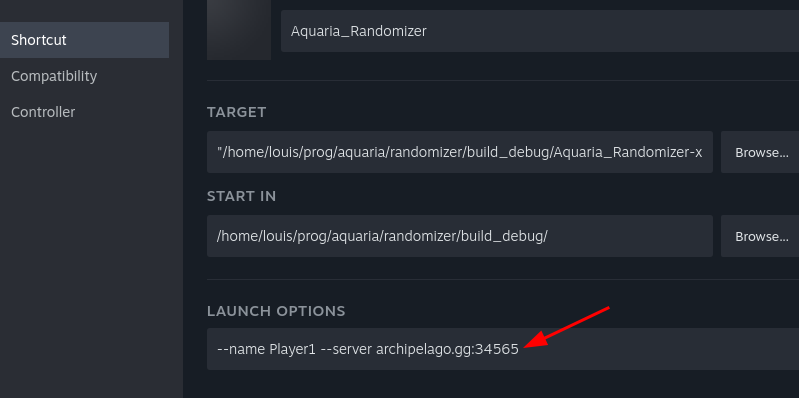 Aquaria_Randomizer
Shortcut
Compatibility
Controller
TARGET
"/home/louis/prog/aquaria/randomizer/build_debug/Aquaria_Randomizer-x
Browse...
START IN
/home/louis/prog/aquaria/randomizer/build_debug/
Browse...
LAUNCH OPTIONS
--name Player1 --server archipelago.gg:34565